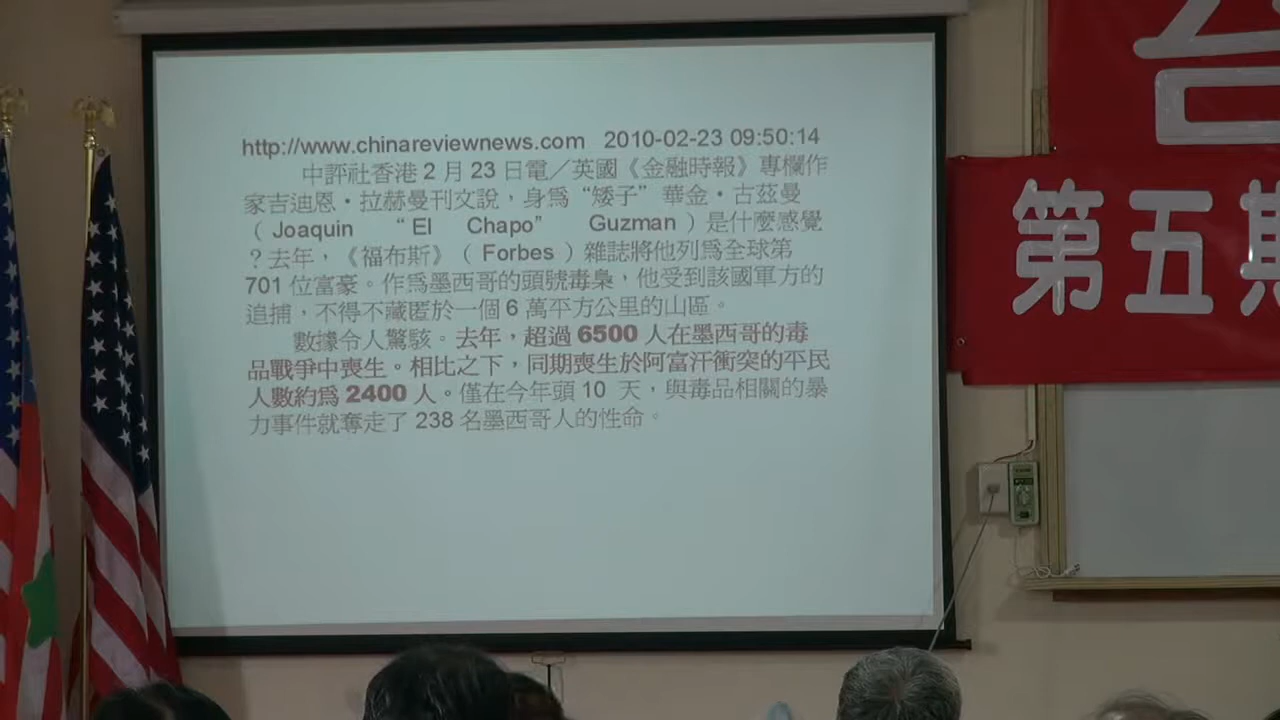 http://www.chinareviewnews.com 2010-02-23 09:50:14
中評社香港 2 月 23 日電／英國《金融時報》專欄作
家吉迪恩·拉赫曼刊文說，身爲“矮子”華金·古茲曼
（Joaquin “El Chapo” Guzman）是什麼感覺
？去年，《福布斯》（Forbes）雜誌將他列爲全球第
701 位富豪。作爲墨西哥的頭號毒梟，他受到該國軍方的
追捕，不得不藏匿於一個 6 萬平方公里的山區。
數據令人驚駭。去年，超過 6500 人在墨西哥的毒
品戰爭中喪生。相比之下，同期喪生於阿富汗衝突的平民
人數約爲 2400 人。僅在今年頭 10 天，與毒品相關的暴
力事件就奪走了 238 名墨西哥人的性命。
第五期